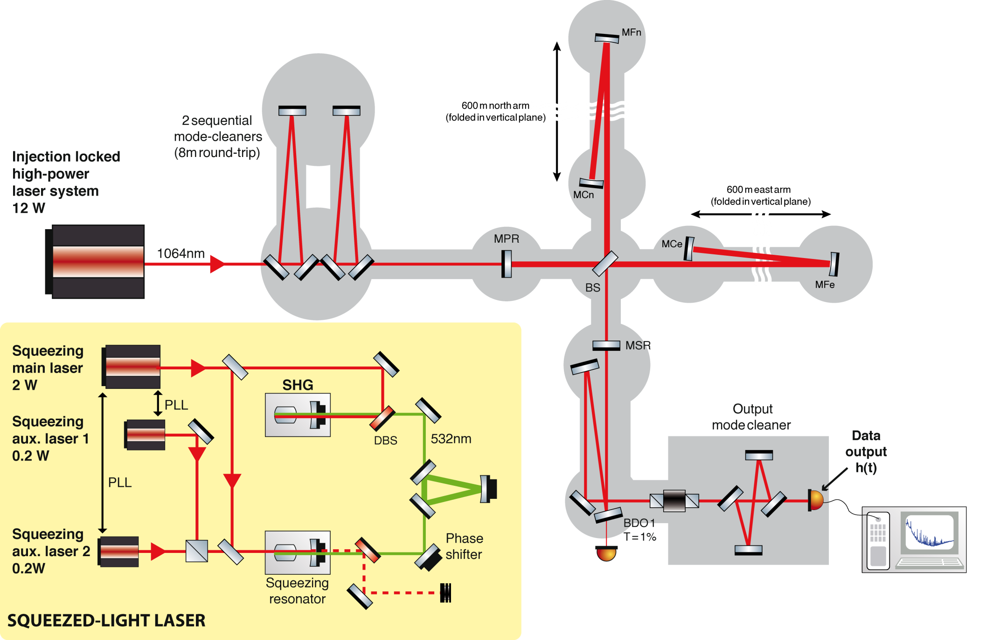 MFn
600 m north arm
(folded in vertical plane)
2 sequential
mode-cleaners
(8m round-trip)
Injection locked
high-power
laser system
12 W
MCn
600 m east arm
(folded in vertical plane)
1064nm
MPR
MCe
BS
MFe
MSR
Squeezing
main laser
2 W
SHG
PLL
Squeezing
aux. laser 1
0.2 W
DBS
532nm
PLL
Output
mode cleaner
Data
output
h(t)
BDO1
T=1%
Squeezing
aux. laser 2
0.2W
Phase
shifter
Squeezing
resonator
SQUEEZED-LIGHT LASER